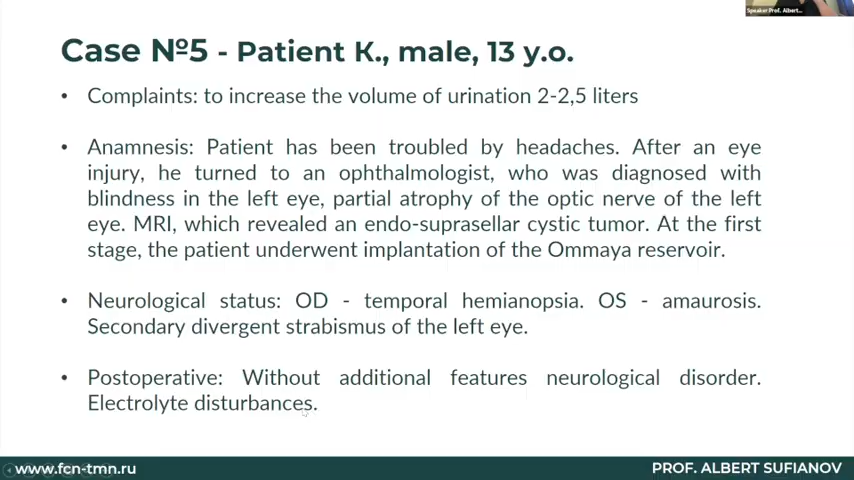 Speaker Prof. Albert...
Case №5 - Patient K., male, 13 y.o.
• Complaints: to increase the volume of urination 2-2,5 liters
• Anamnesis: Patient has been troubled by headaches. After an eye
injury, he turned to an ophthalmologist, who was diagnosed with
blindness in the left eye, partial atrophy of the optic nerve of the left
eye. MRI, which revealed an endo-suprasellar cystic tumor. At the first
stage, the patient underwent implantation of the Ommaya reservoir.
• Neurological status: OD - temporal hemianopsia. OS - amaurosis.
Secondary divergent strabismus of the left eye.
• Postoperative: Without additional features neurological disorder.
Electrolyte disturbances.
www.fcn-tmn.ru
PROF. ALBERT SUFIANOV